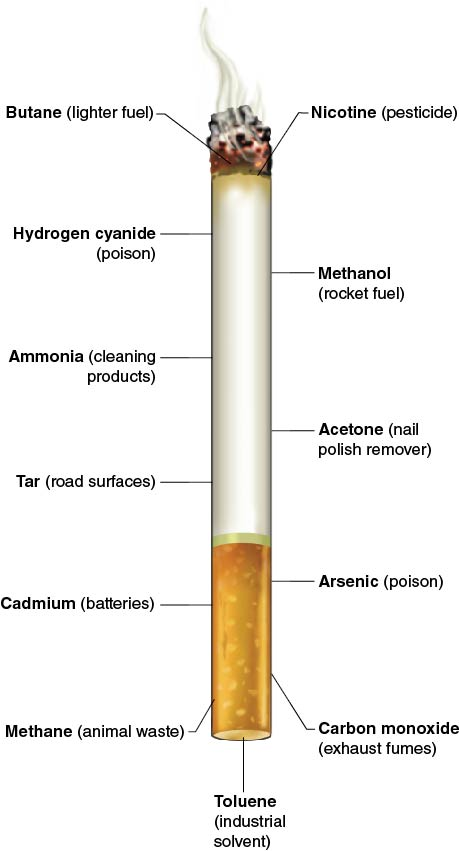 Butane (lighter fuel)
Nicotine (pesticide)
Hydrogen cyanide
(poison)
Methanol
(rocket fuel)
Ammonia (cleaning
products)
Acetone (nail
polish remover)
Tar (road surfaces)
Arsenic (poison)
Cadmium (batteries)
Methane (animal waste)
Carbon monoxide
(exhaust fumes)
Toluene
(industrial
solvent)